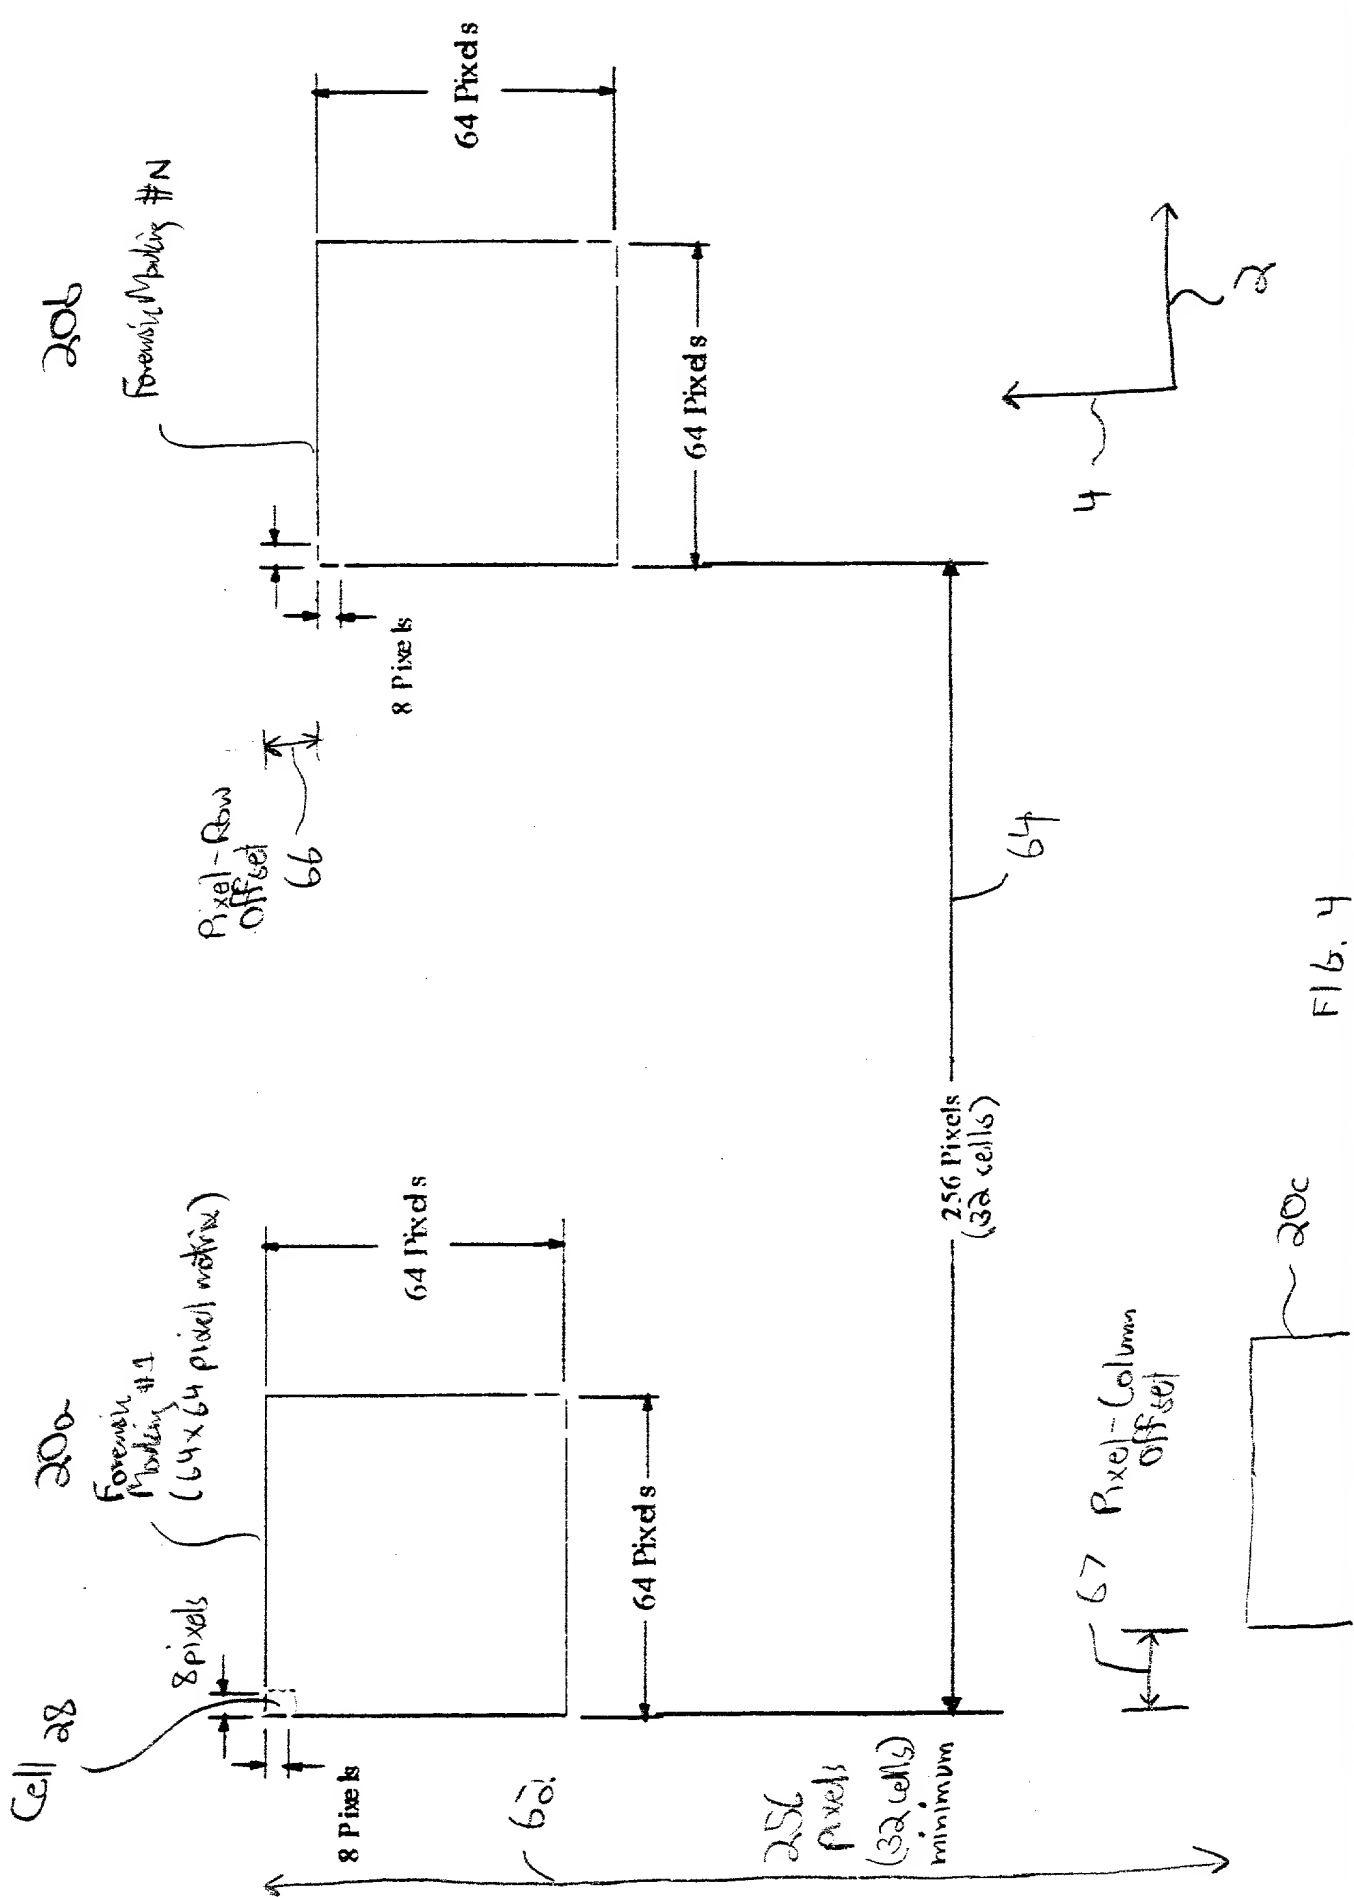 Cell
28
8 pixels
8 Pixels
20a
Forensic
Marking #1
(64x64 pixel matrix)
64 Pixels
64 Pixels
Pixel-Row
Offset
66
20b
Forensic Marking #N
8 Pixels
64 Pixels
64 Pixels
62
256
pixels
(32 cells)
minimum
256 Pixels
(32 cells)
64
4
2
67
Pixel-Column
Offset
20c
FIG. 4